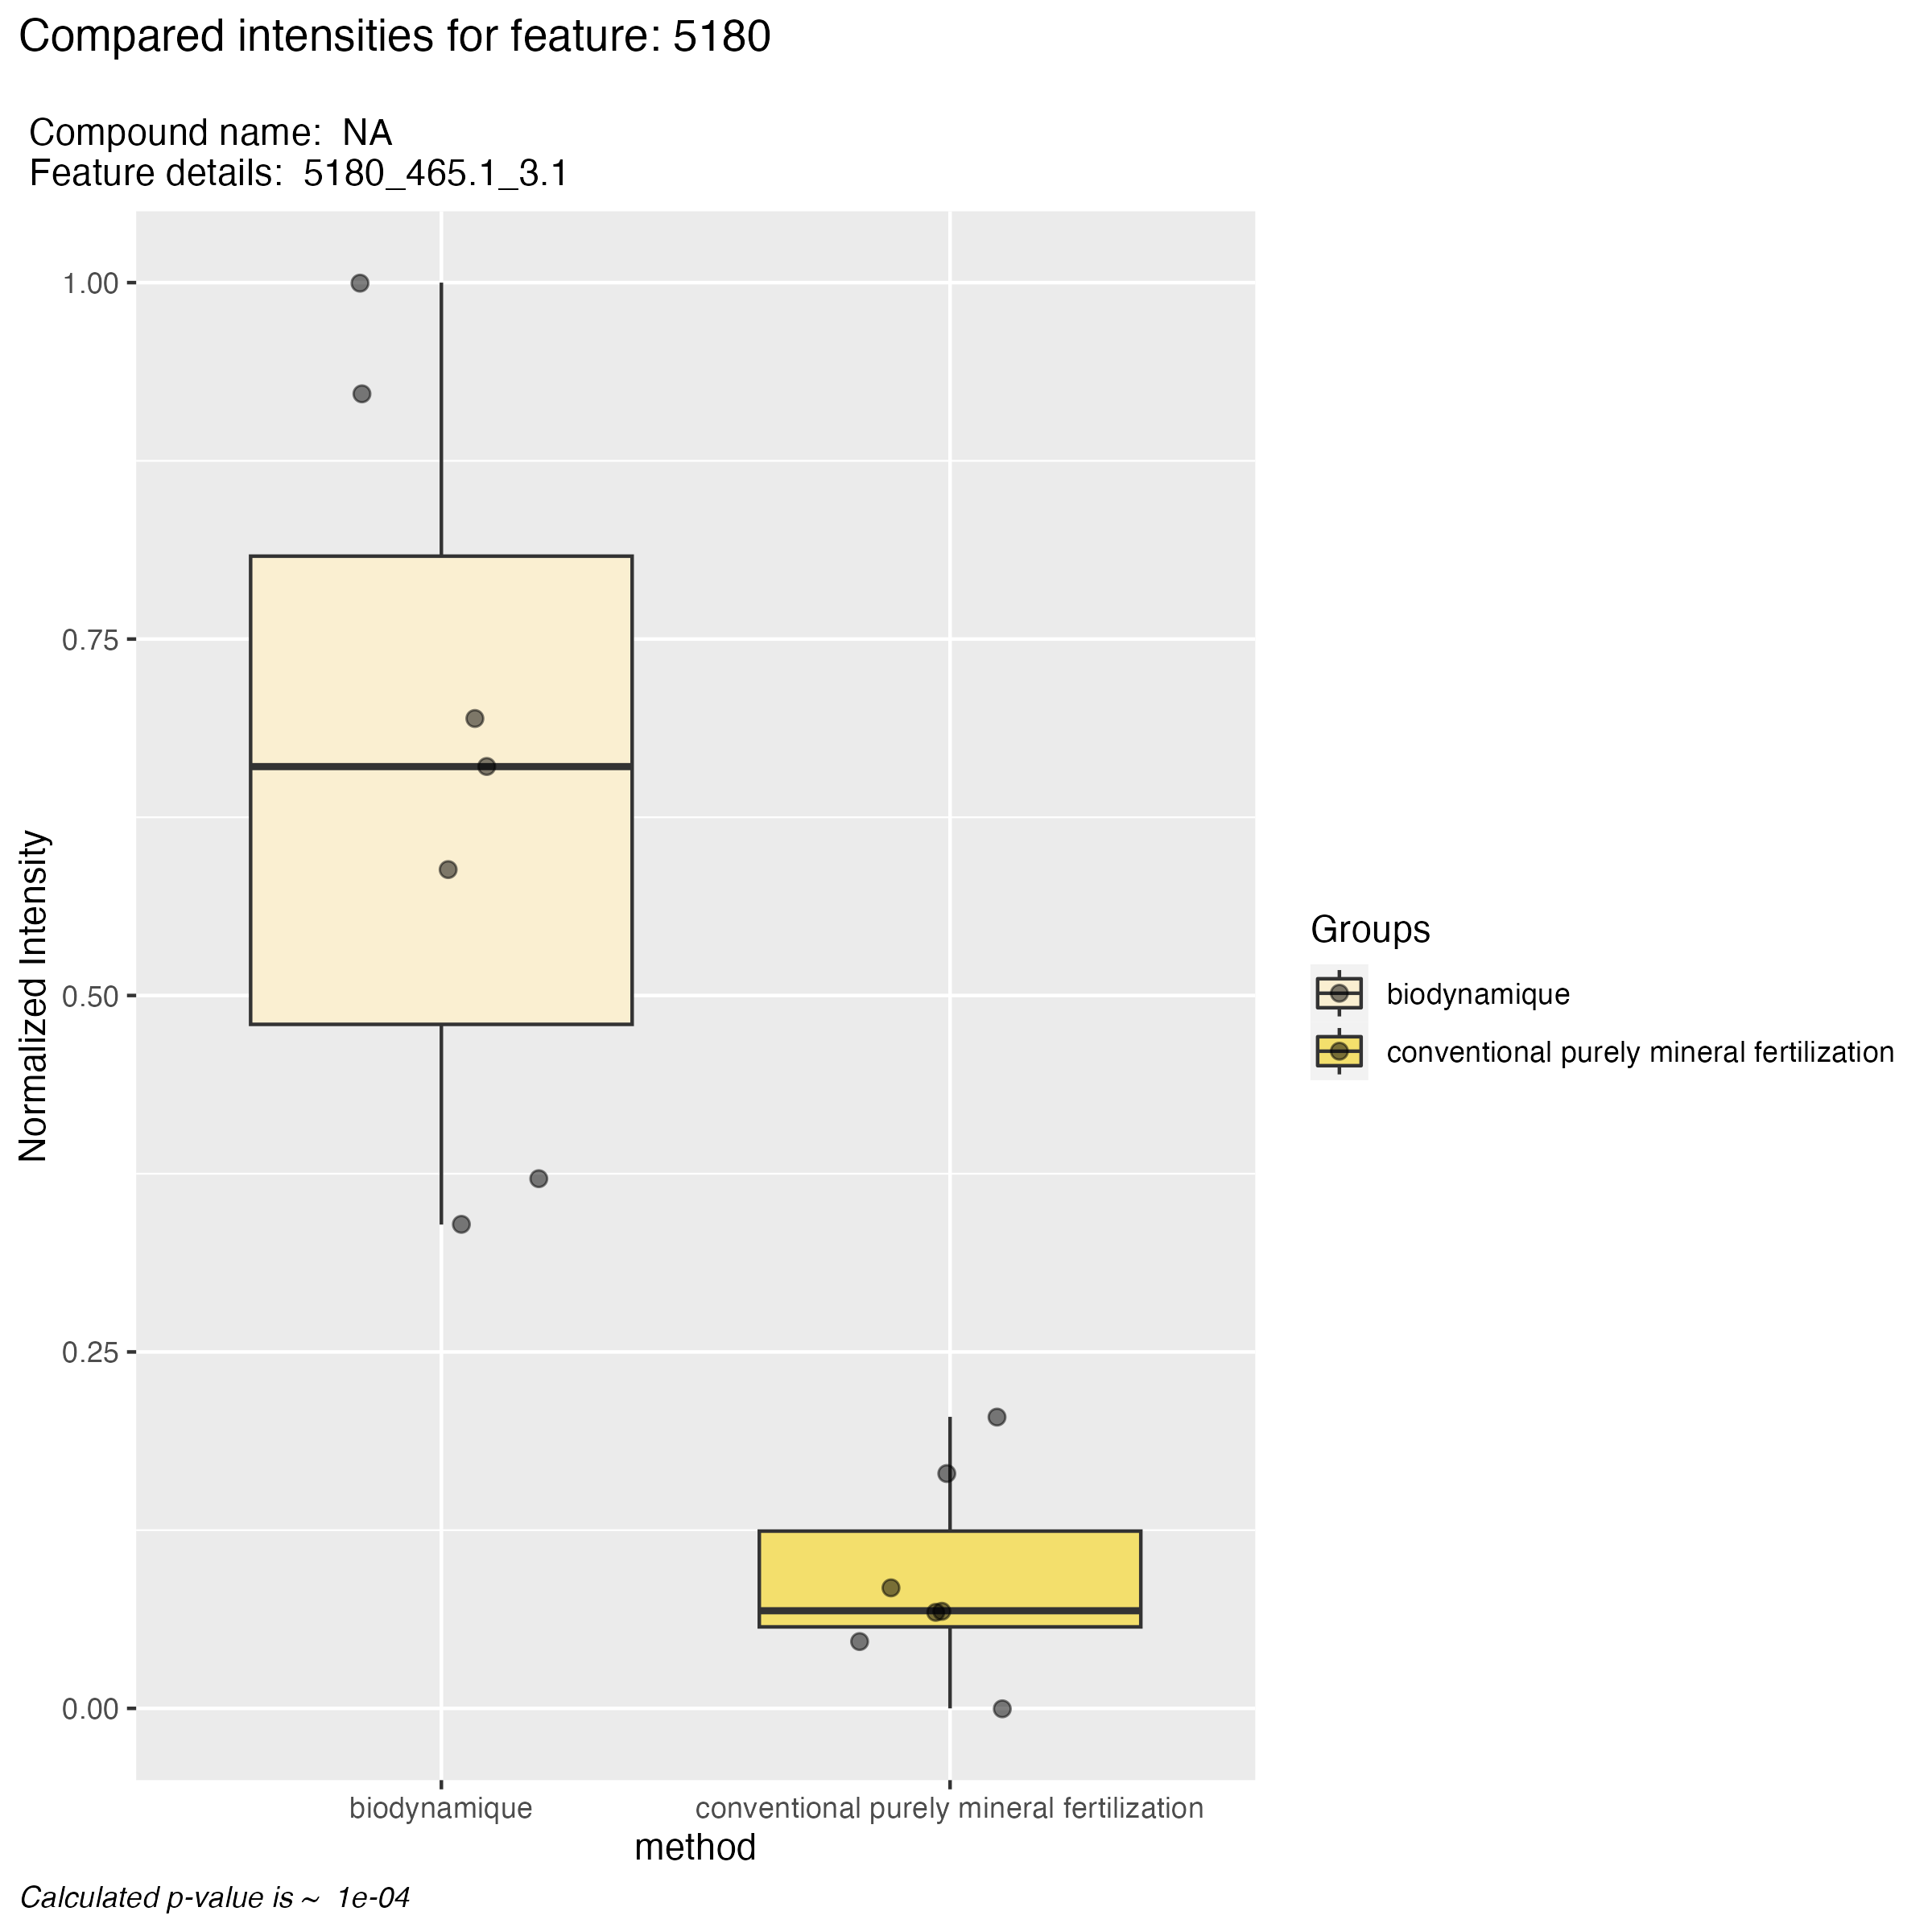 Compared intensities for feature: 5180
Compound name:  NA
Feature details:  5180_465.1_3.1
1.00
0.75
0.50
0.25
0.00
Normalized Intensity
biodynamique
conventional purely mineral fertilization
method
Groups
biodynamique
conventional purely mineral fertilization
Calculated p-value is ~  1e-04